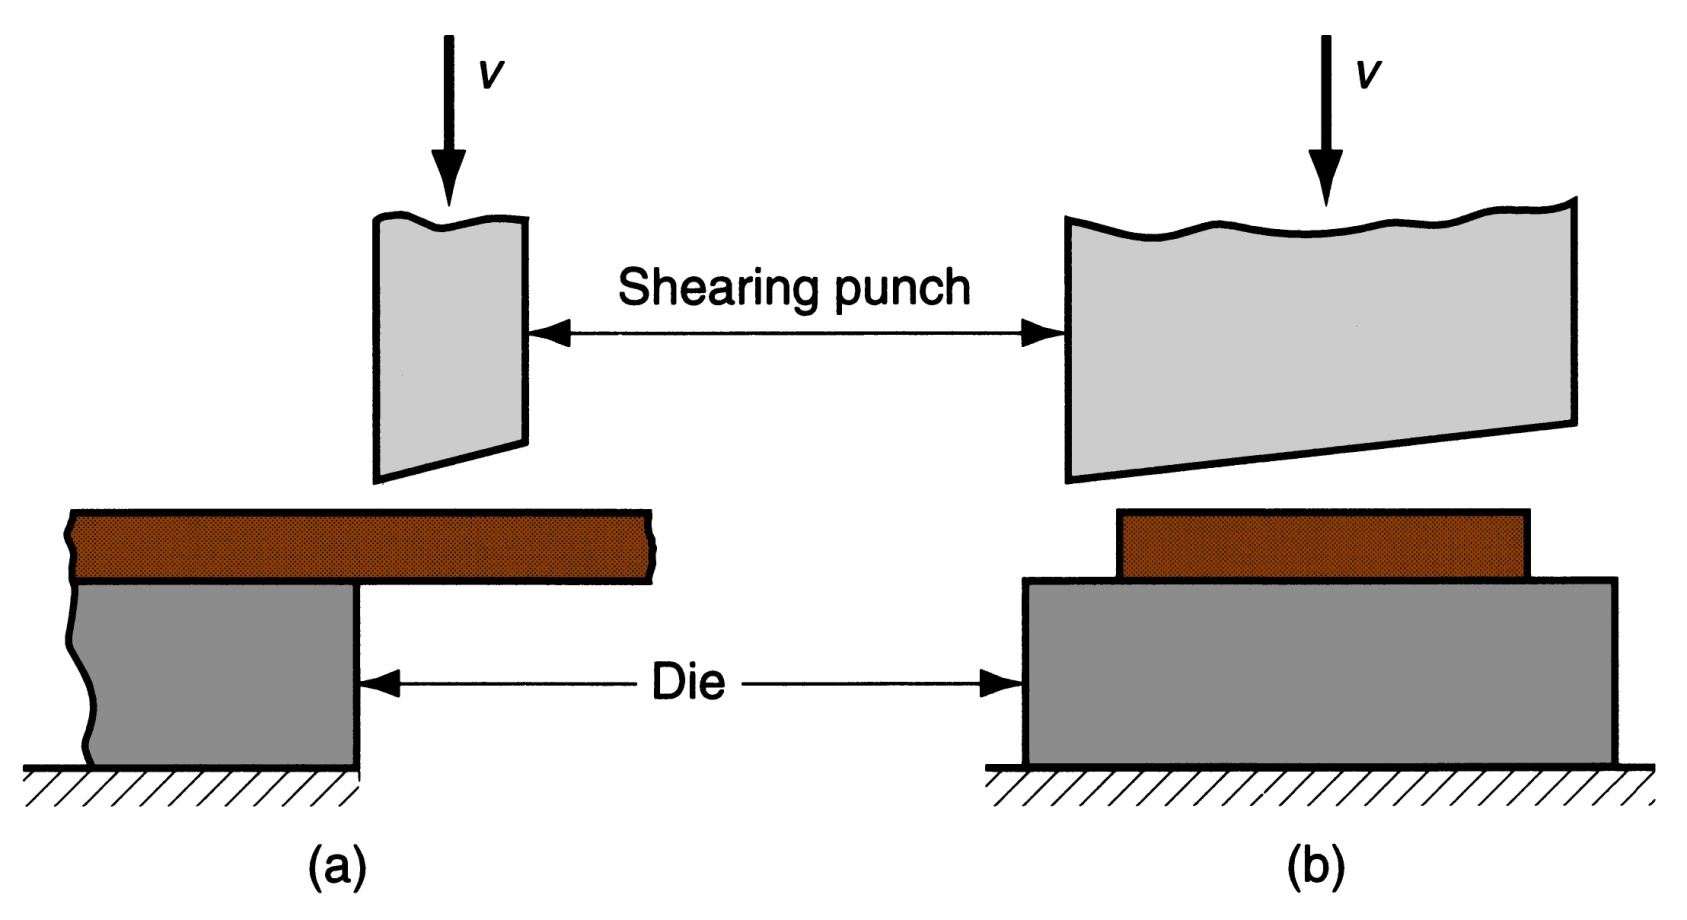 v
v
Shearing punch
Die
(a)
(b)